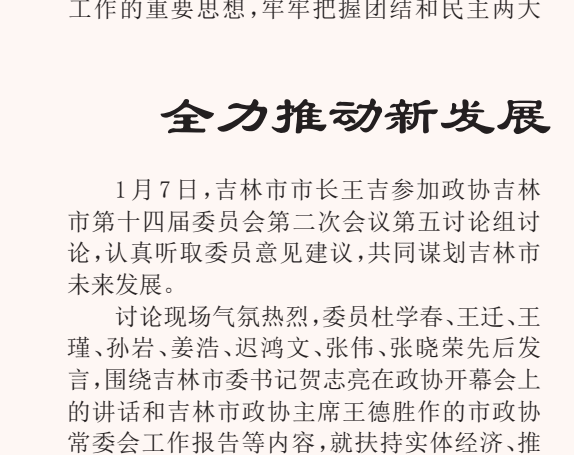 工作的重要思想,牢牢把握团结和民主两大
全力推动新发展
1月7日,吉林市市长王吉参加政协吉林
市第十四届委员会第二次会议第五讨论组讨
论,认真听取委员意见建议,共同谋划吉林市
未来发展。
讨论现场气氛热烈,委员杜学春、王迁、王
瑾、孙岩、姜浩、迟鸿文、张伟、张晓荣先后发
言,围绕吉林市委书记贺志亮在政协开幕会上
的讲话和吉林市政协主席王德胜作的市政协
常委会工作报告等内容,就扶持实体经济、推